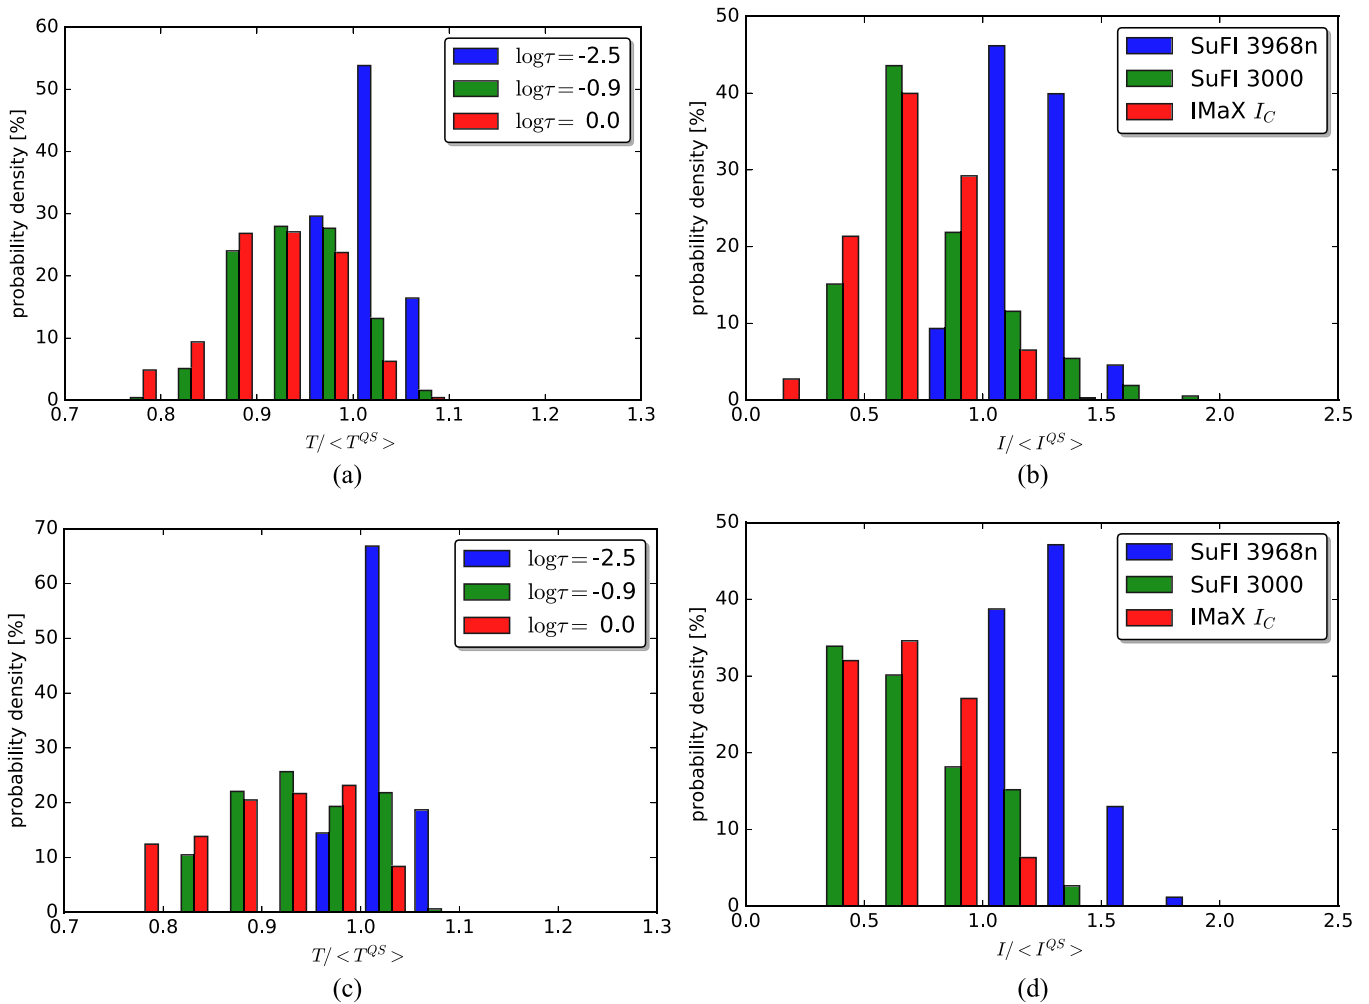 60
50
40
30
20
10
0
probability density [%]
logτ = -2.5
logτ = -0.9
logτ = 0.0
0.7 0.8 0.9 1.0 1.1 1.2 1.3
T/ < T^{QS} >
(a)
50
40
30
20
10
0
probability density [%]
SuFI 3968n
SuFI 3000
IMaX I_C
0.0 0.5 1.0 1.5 2.0 2.5
I/ < I^{QS} >
(b)
70
60
50
40
30
20
10
0
probability density [%]
logτ = -2.5
logτ = -0.9
logτ = 0.0
0.7 0.8 0.9 1.0 1.1 1.2 1.3
T/ < T^{QS} >
(c)
50
40
30
20
10
0
probability density [%]
SuFI 3968n
SuFI 3000
IMaX I_C
0.0 0.5 1.0 1.5 2.0 2.5
I/ < I^{QS} >
(d)